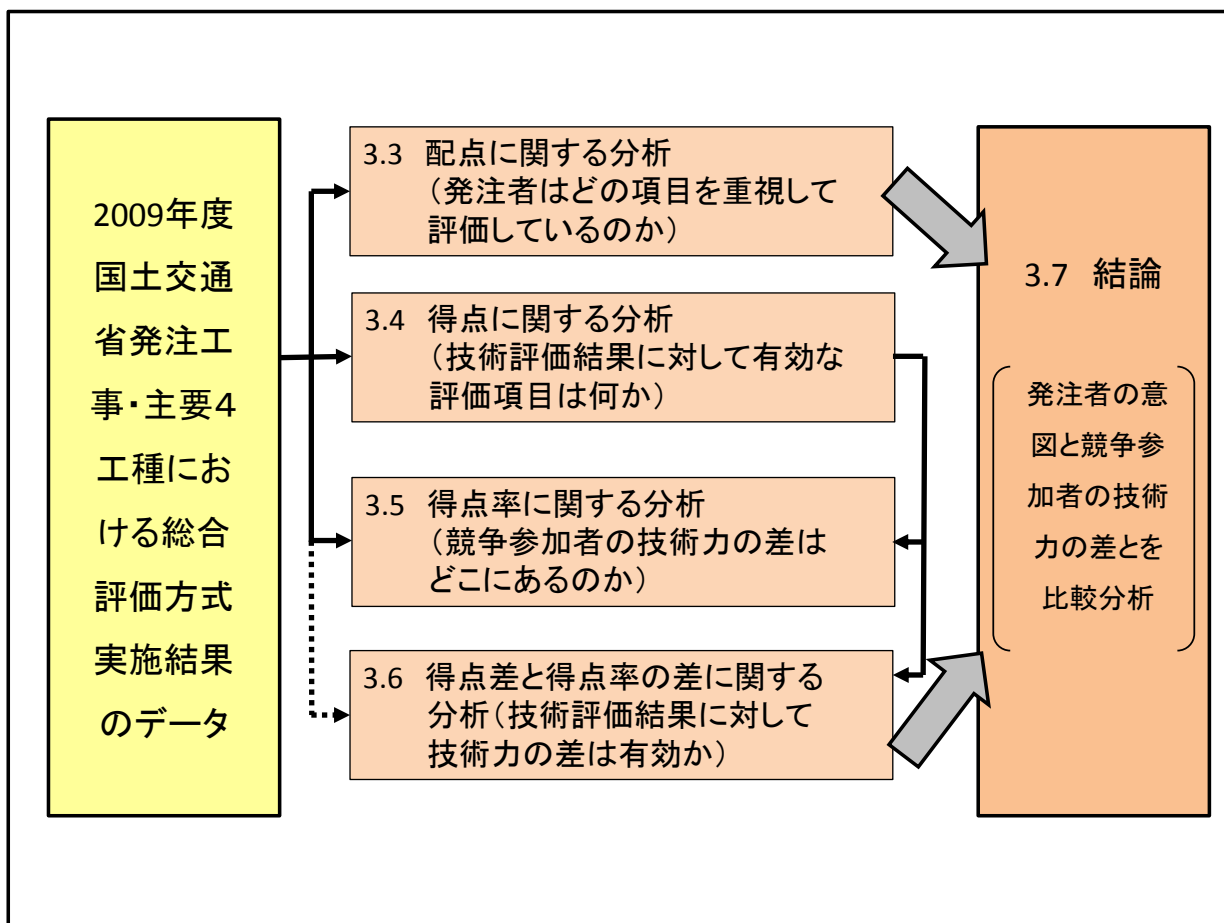 2009年度
国土交通
省発注工
事・主要4
工種にお
ける総合
評価方式
実施結果
のデータ
3.3 配点に関する分析
(発注者はどの項目を重視して
評価しているのか)
3.4 得点に関する分析
(技術評価結果に対して有効な
評価項目は何か)
3.5 得点率に関する分析
(競争参加者の技術力の差は
どこにあるのか)
3.6 得点差と得点率の差に関する
分析(技術評価結果に対して
技術力の差は有効か)
3.7 結論
発注者の意
図と競争参
加者の技術
力の差とを
比較分析